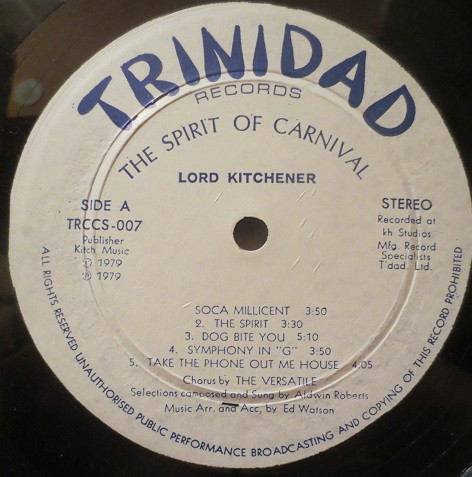 TRINIDAD
RECORDS
THE SPIRIT OF CARNIVAL
LORD KITCHENER
SIDE A
TRCCS-007
Publisher
Kitch Music
℗ 1979
© 1979
STEREO
Recorded at
kh Studios
Mfg. Record
Specialists
T'dad. Ltd.
SOCA MILLICENT 3:50
2. THE SPIRIT 3:30
3. DOG BITE YOU 5:10
4. SYMPHONY IN "G" 3:50
5. TAKE THE PHONE OUT ME HOUSE 4:05
Chorus by THE VERSATILE
Selections composed and Sung by Aldwin Roberts
Music Arr. and Acc, by Ed Watson
ALL RIGHTS RESERVED UNAUTHORISED PUBLIC PERFORMANCE BROADCASTING AND COPYING OF THIS RECORD PROHIBITED